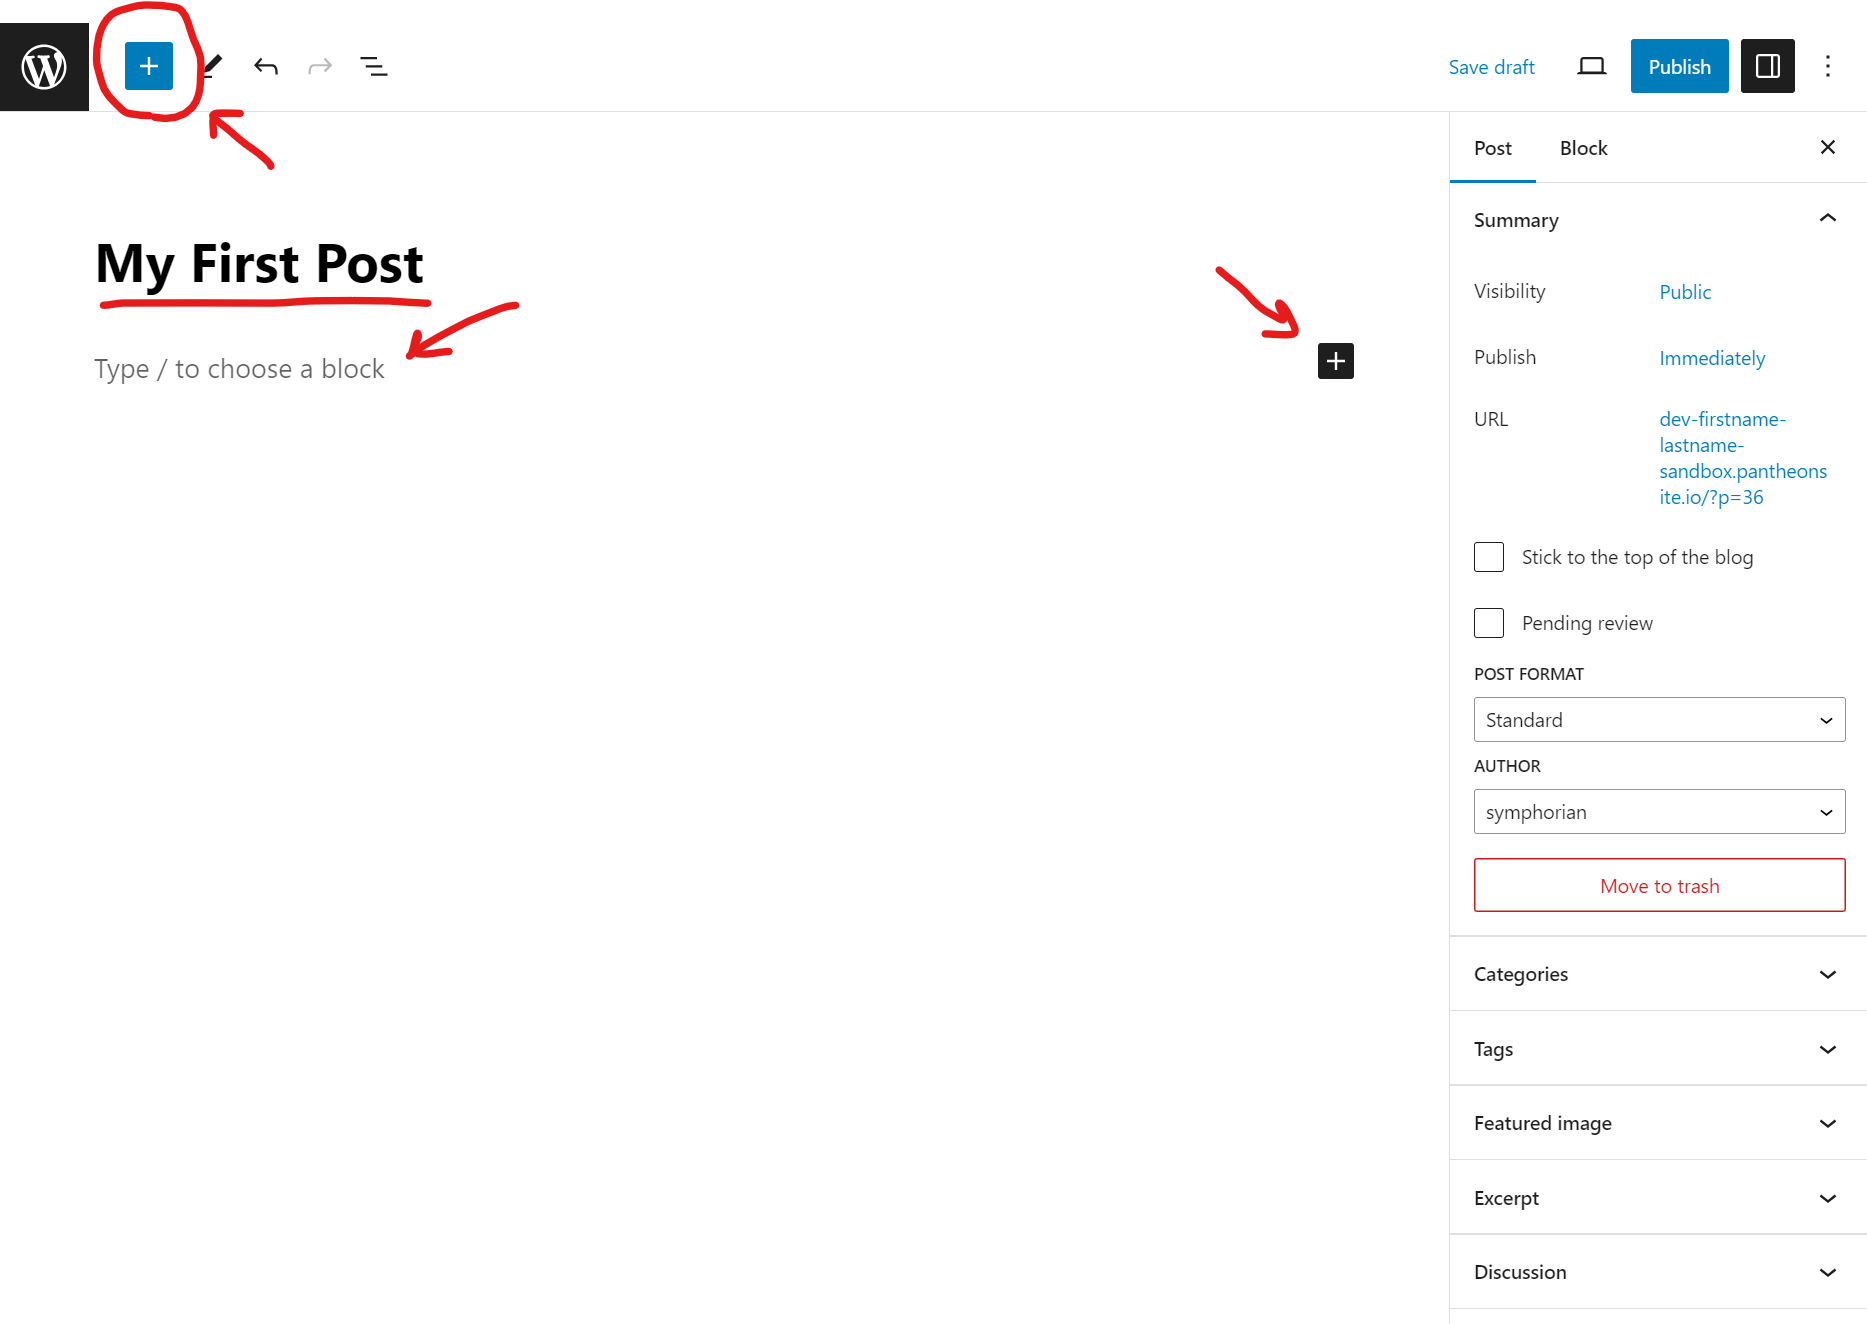 Save draft
Publish
Post Block
My First Post
Type / to choose a block
Summary
Visibility Public
Publish Immediately
URL dev-firstname-
lastname-
sandbox.pantheons
ite.io/?p=36
Stick to the top of the blog
Pending review
POST FORMAT
Standard
AUTHOR
symphorian
Move to trash
Categories
Tags
Featured image
Excerpt
Discussion